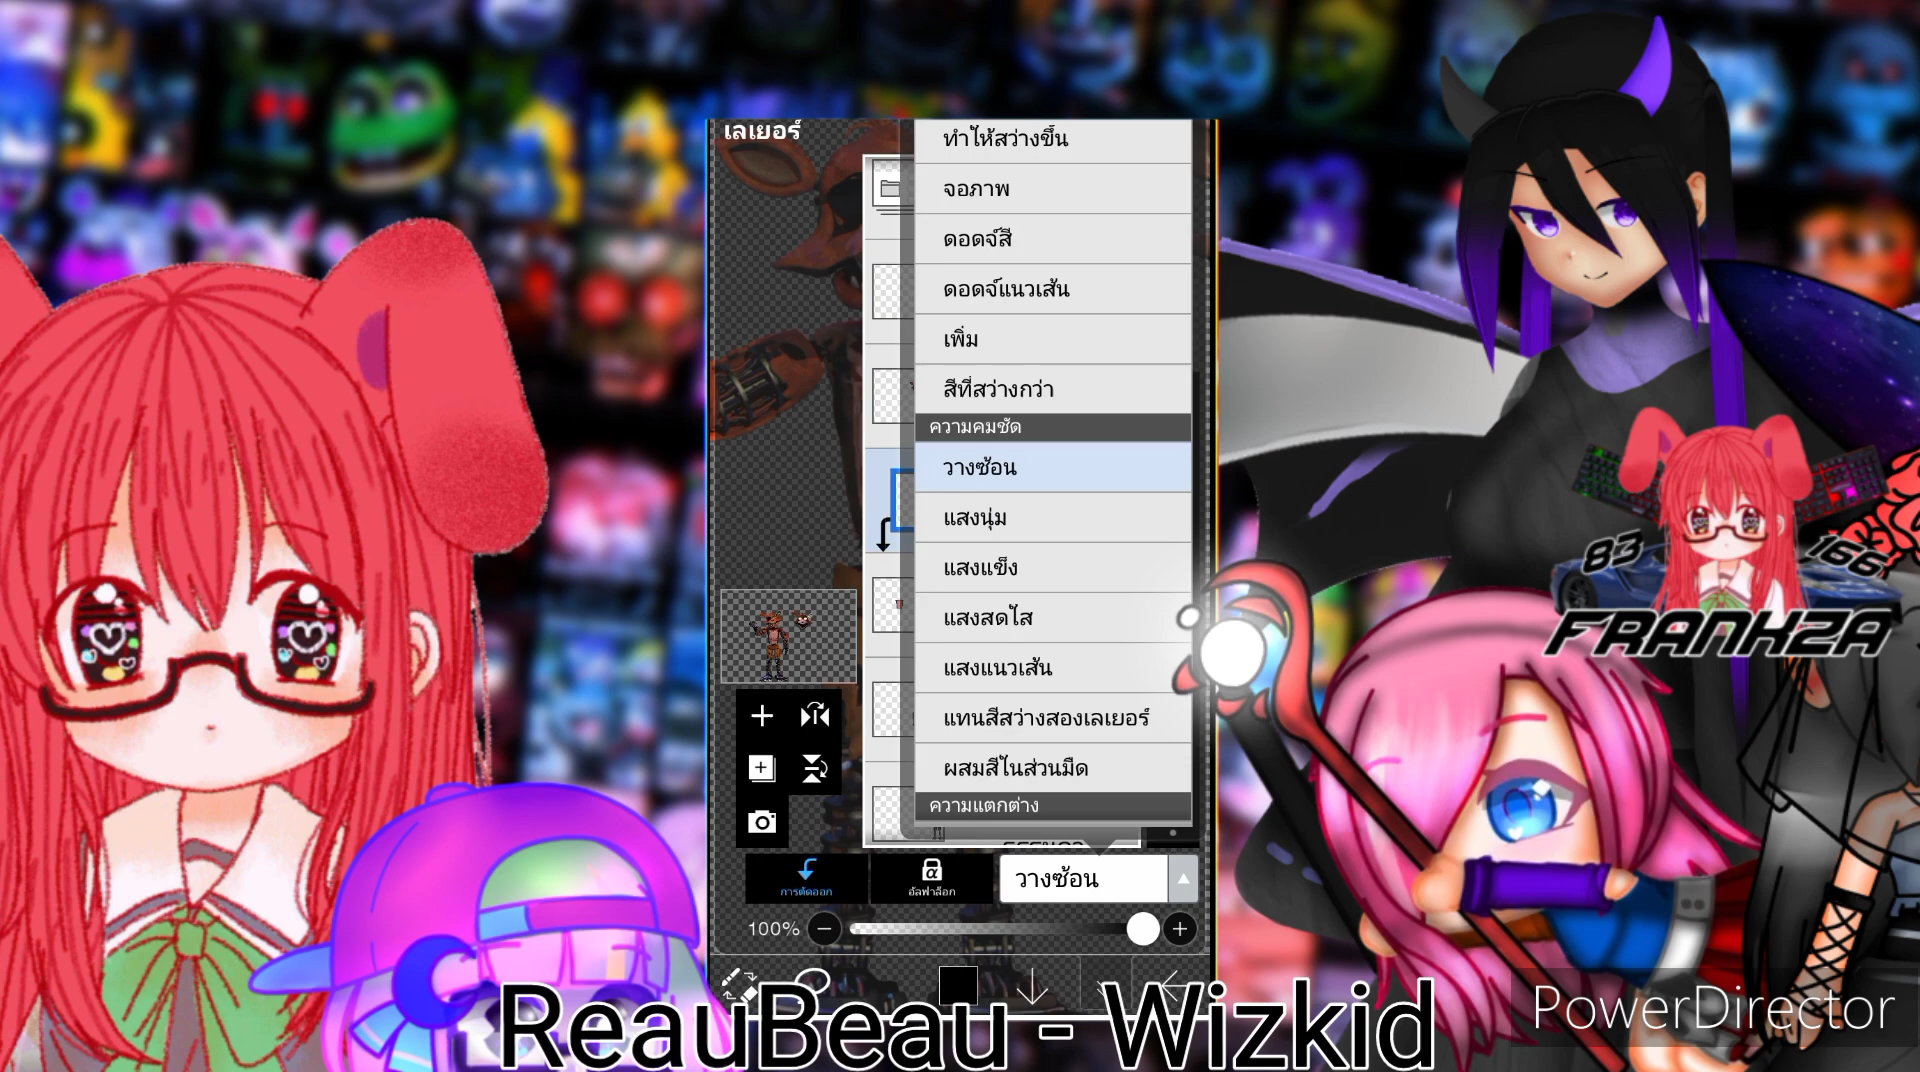 เลเยอร์
ทำให้สว่างขึ้น
จอภาพ
ดอดจ์สี
ดอดจ์แนวเส้น
เพิ่ม
สีที่สว่างกว่า
ความคมชัด
วางซ้อน
แสงนุ่ม
แสงแข็ง
แสงสดใส
แสงแนวเส้น
แทนสีสว่างสองเลเยอร์
ผสมสีในส่วนมืด
ความแตกต่าง
การตัดออก
อัลฟาล็อก
วางซ้อน
100%
83
166
FRANKZA
ReauBeau - Wizkid
PowerDirector